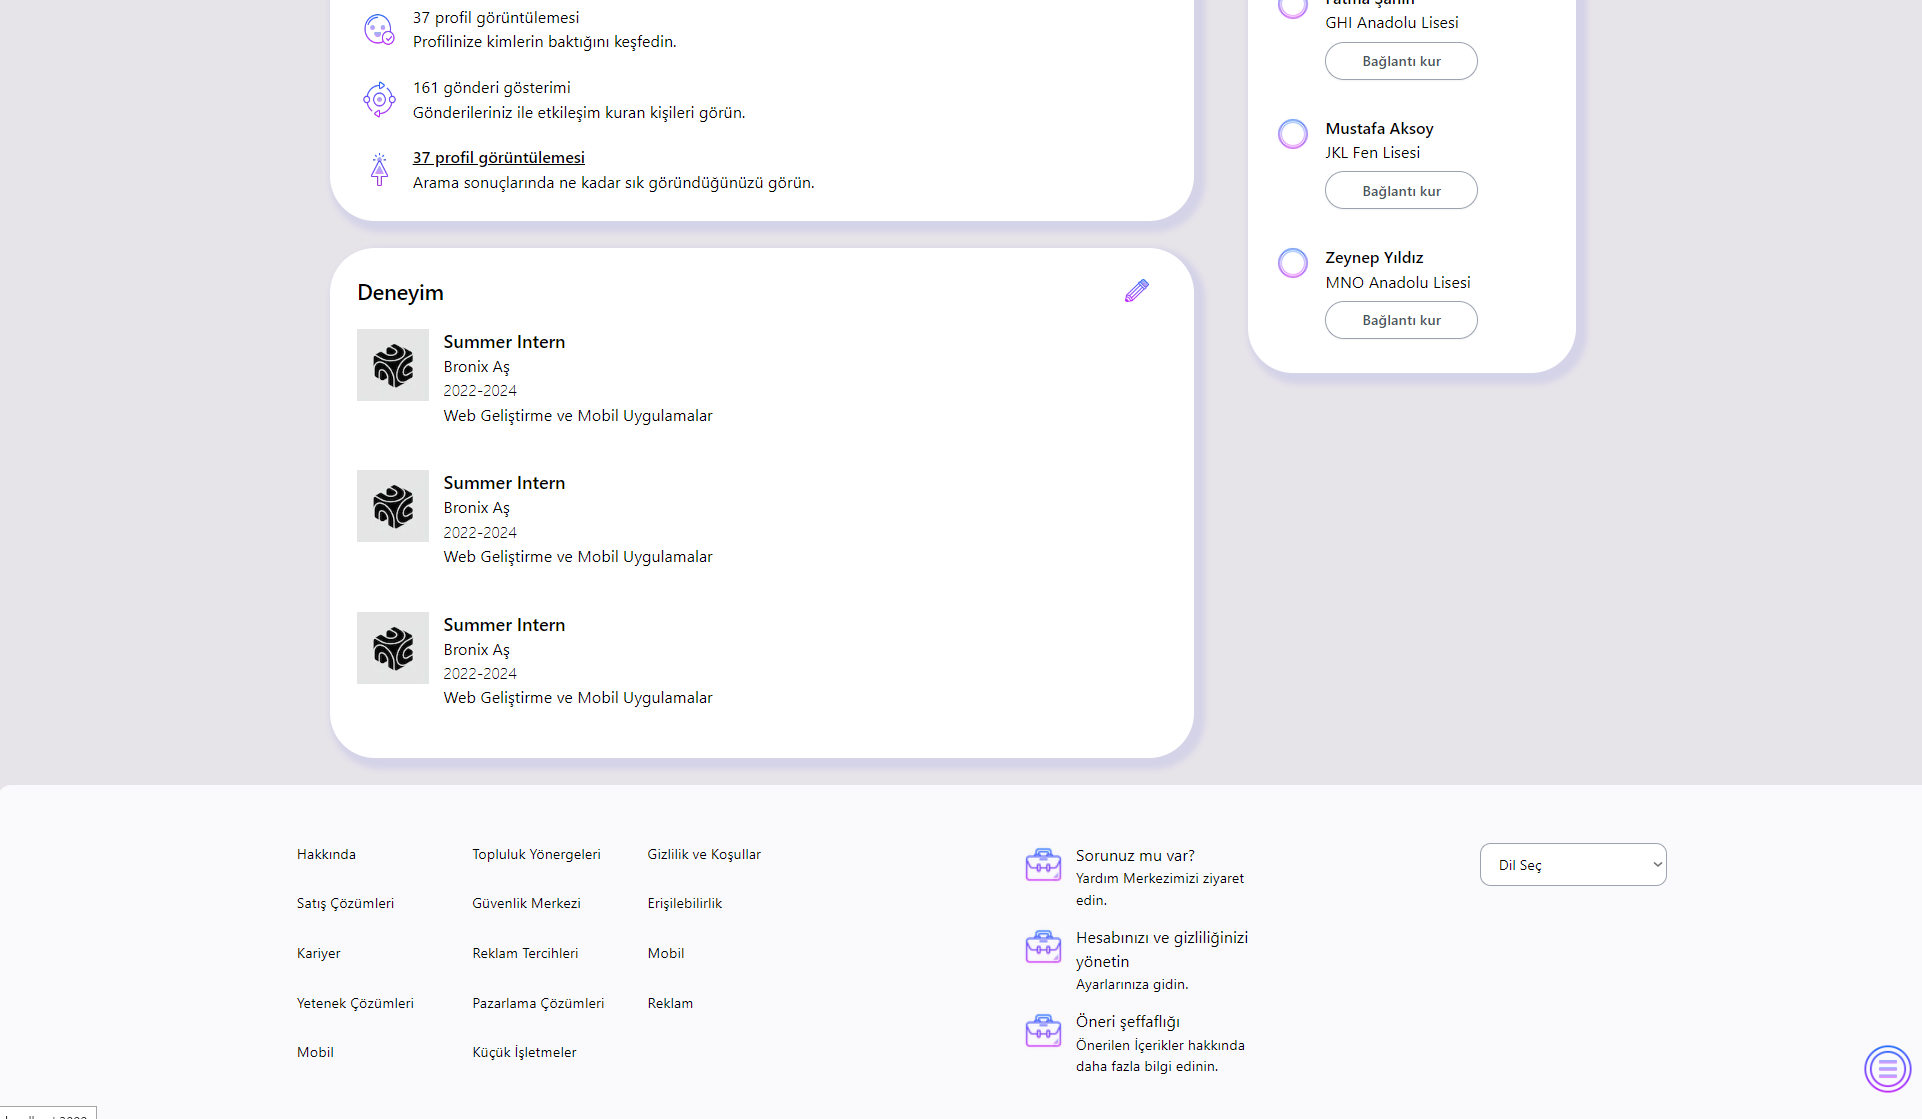 37 profil görüntülemesi
Profilinize kimlerin baktığını keşfedin.
161 gönderi gösterimi
Gönderileriniz ile etkileşim kuran kişileri görün.
37 profil görüntülemesi
Arama sonuçlarında ne kadar sık göründüğünüzü görün.
Fatma Şahin
GHI Anadolu Lisesi
Bağlantı kur
Mustafa Aksoy
JKL Fen Lisesi
Bağlantı kur
Zeynep Yıldız
MNO Anadolu Lisesi
Bağlantı kur
Deneyim
Summer Intern
Bronix Aş
2022-2024
Web Geliştirme ve Mobil Uygulamalar
Summer Intern
Bronix Aş
2022-2024
Web Geliştirme ve Mobil Uygulamalar
Summer Intern
Bronix Aş
2022-2024
Web Geliştirme ve Mobil Uygulamalar
Hakkında
Satış Çözümleri
Kariyer
Yetenek Çözümleri
Mobil
Topluluk Yönergeleri
Güvenlik Merkezi
Reklam Tercihleri
Pazarlama Çözümleri
Küçük İşletmeler
Gizlilik ve Koşullar
Erişilebilirlik
Mobil
Reklam
Sorunuz mu var?
Yardım Merkezimizi ziyaret
edin.
Hesabınızı ve gizliliğinizi
yönetin
Ayarlarınıza gidin.
Öneri şeffaflığı
Önerilen İçerikler hakkında
daha fazla bilgi edinin.
Dil Seç